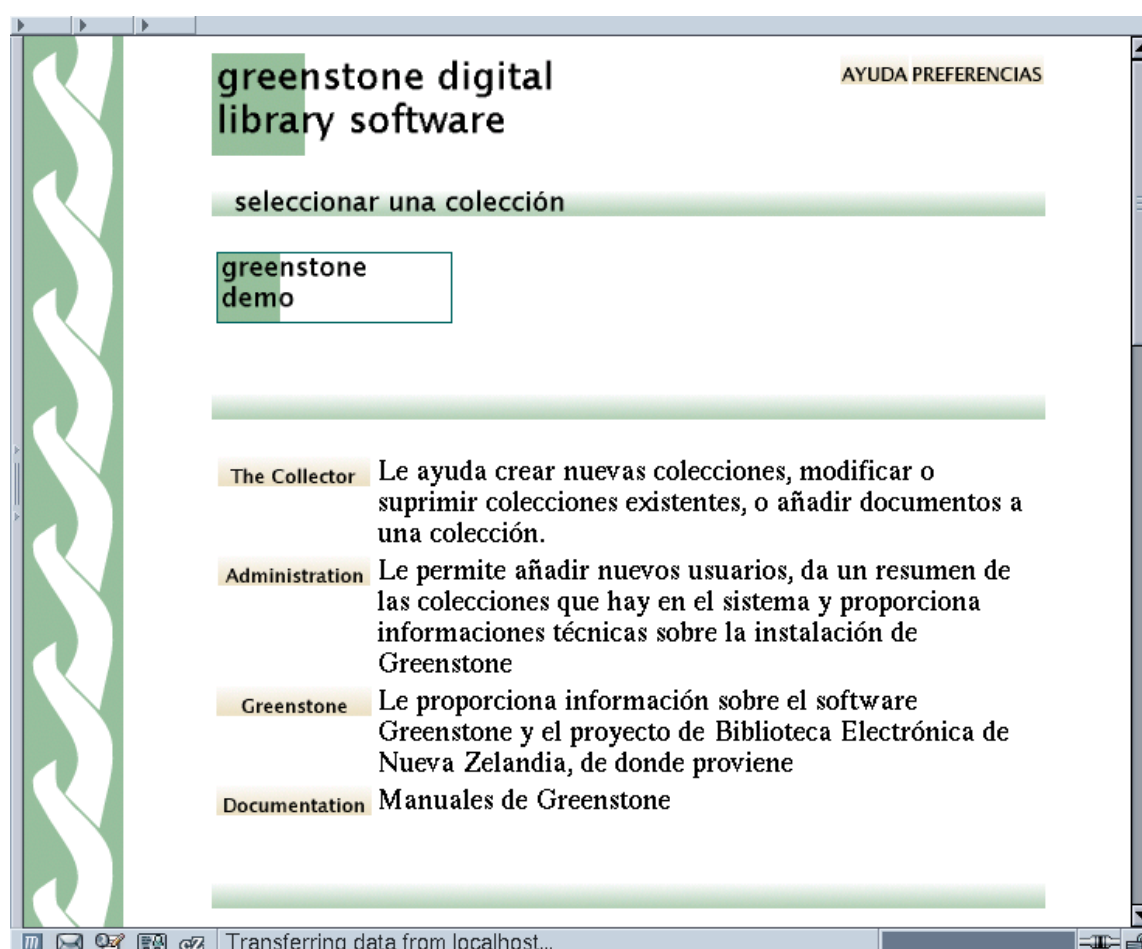 greenstone digital
library software
AYUDA PREFERENCIAS
seleccionar una colección
greenstone
demo
The Collector Le ayuda crear nuevas colecciones, modificar o
suprimir colecciones existentes, o añadir documentos a
una colección.
Administration Le permite añadir nuevos usuarios, da un resumen de
las colecciones que hay en el sistema y proporciona
informaciones técnicas sobre la instalación de
Greenstone
Greenstone Le proporciona información sobre el software
Greenstone y el proyecto de Biblioteca Electrónica de
Nueva Zelandia, de donde proviene
Documentation Manuales de Greenstone
Transferring data from localhost...